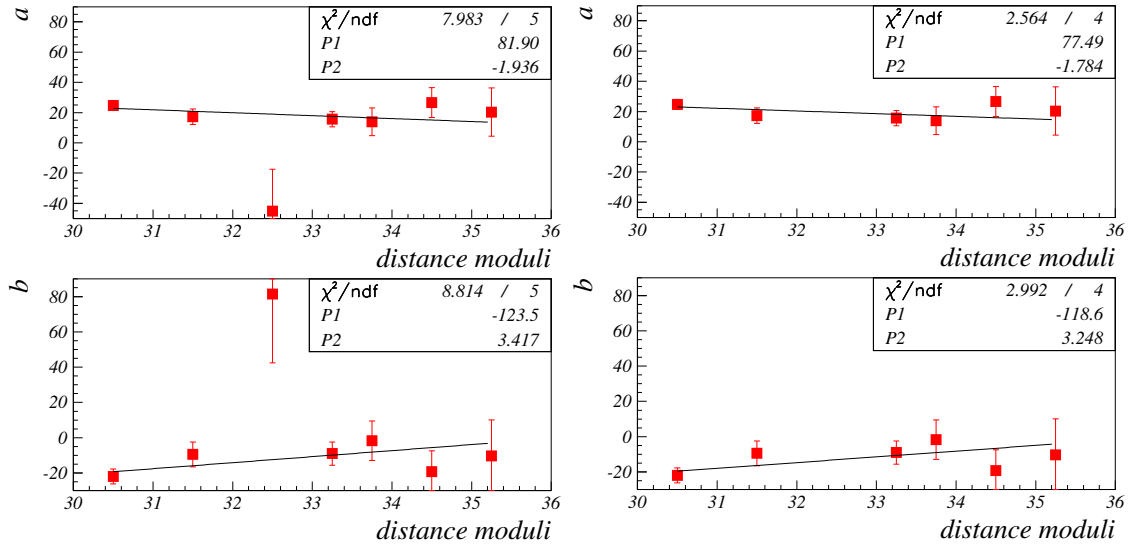 a
80
60
40
20
0
-20
-40
χ²/ndf 7.983 / 5
P1 81.90
P2 -1.936
30 31 32 33 34 35 36
distance moduli
a
80
60
40
20
0
-20
-40
χ²/ndf 2.564 / 4
P1 77.49
P2 -1.784
30 31 32 33 34 35 36
distance moduli
b
80
60
40
20
0
-20
χ²/ndf 8.814 / 5
P1 -123.5
P2 3.417
30 31 32 33 34 35 36
distance moduli
b
80
60
40
20
0
-20
χ²/ndf 2.992 / 4
P1 -118.6
P2 3.248
30 31 32 33 34 35 36
distance moduli